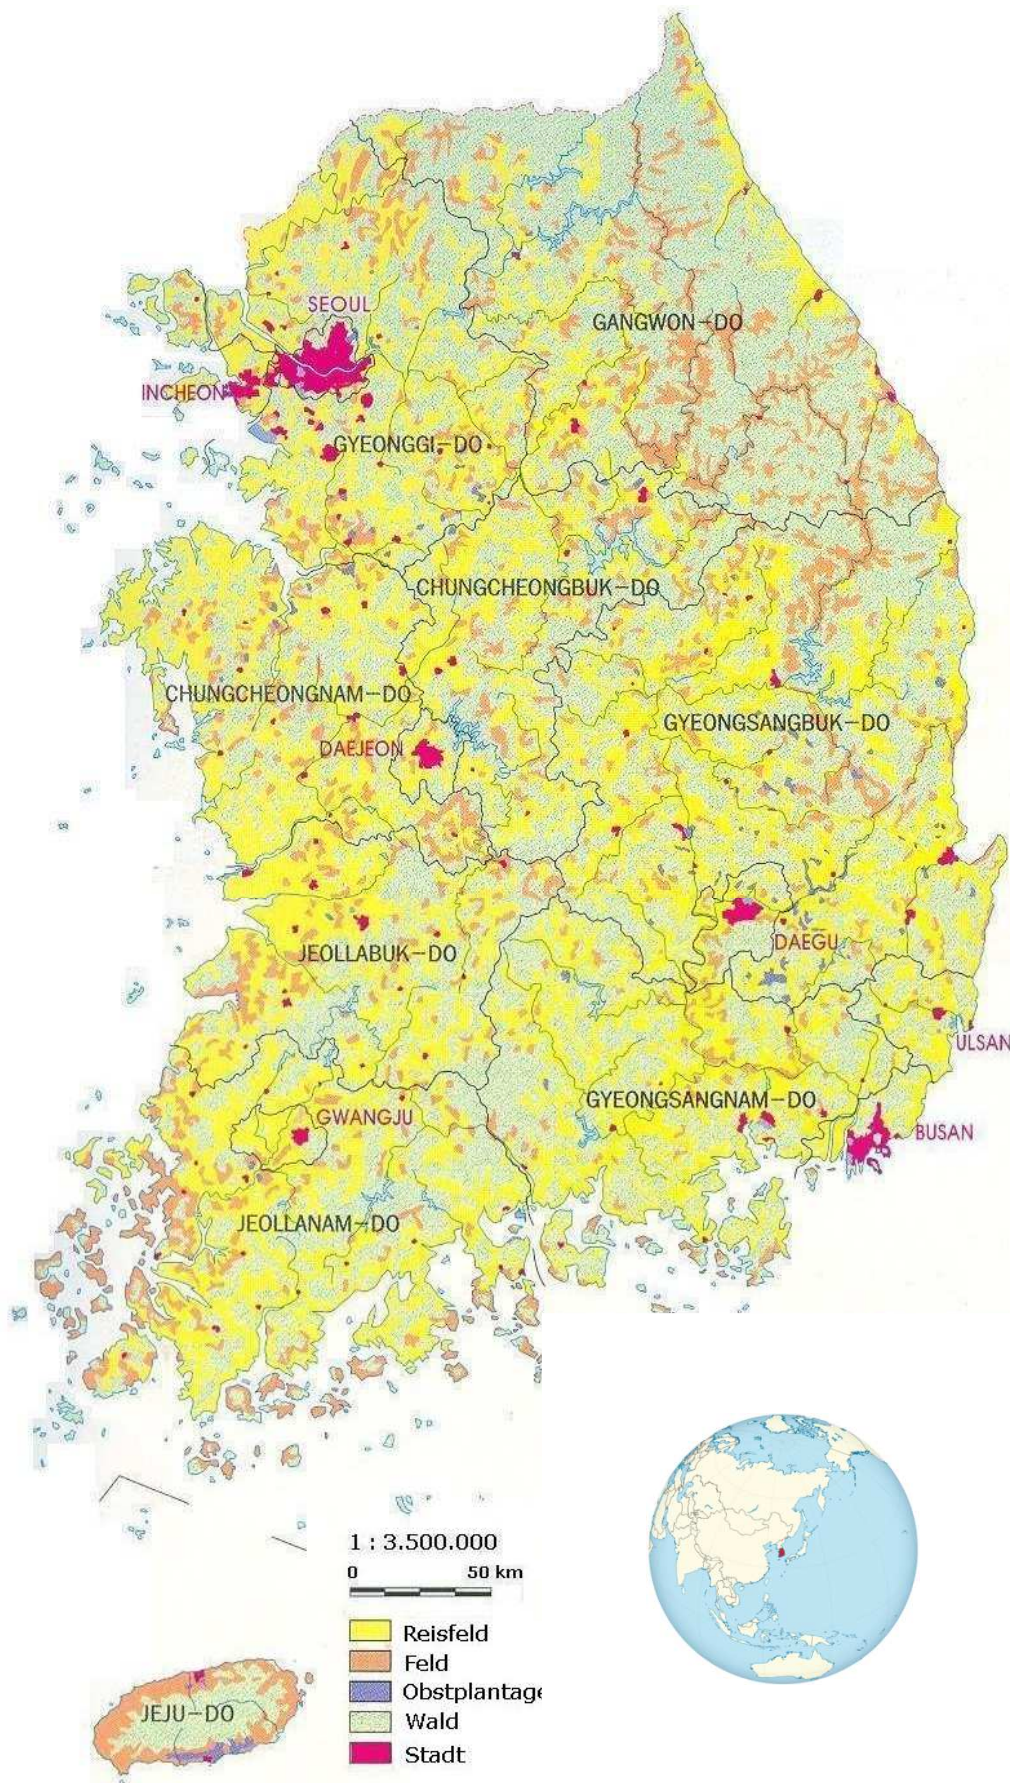 SEOUL
GANGWON-DO
INCHEON
GYEONGGI-DO
CHUNGCHEONGBUK-DO
CHUNGCHEONGNAM-DO
GYEONGSANGBUK-DO
DAEJEON
DAEGU
JEOLLABUK-DO
ULSAN
GYEONGSANGNAM-DO
GWANGJU
BUSAN
JEOLLANAM-DO
1 : 3.500.000
0 50 km
Reisfeld
Feld
Obstplantage
Wald
Stadt
JEJU-DO